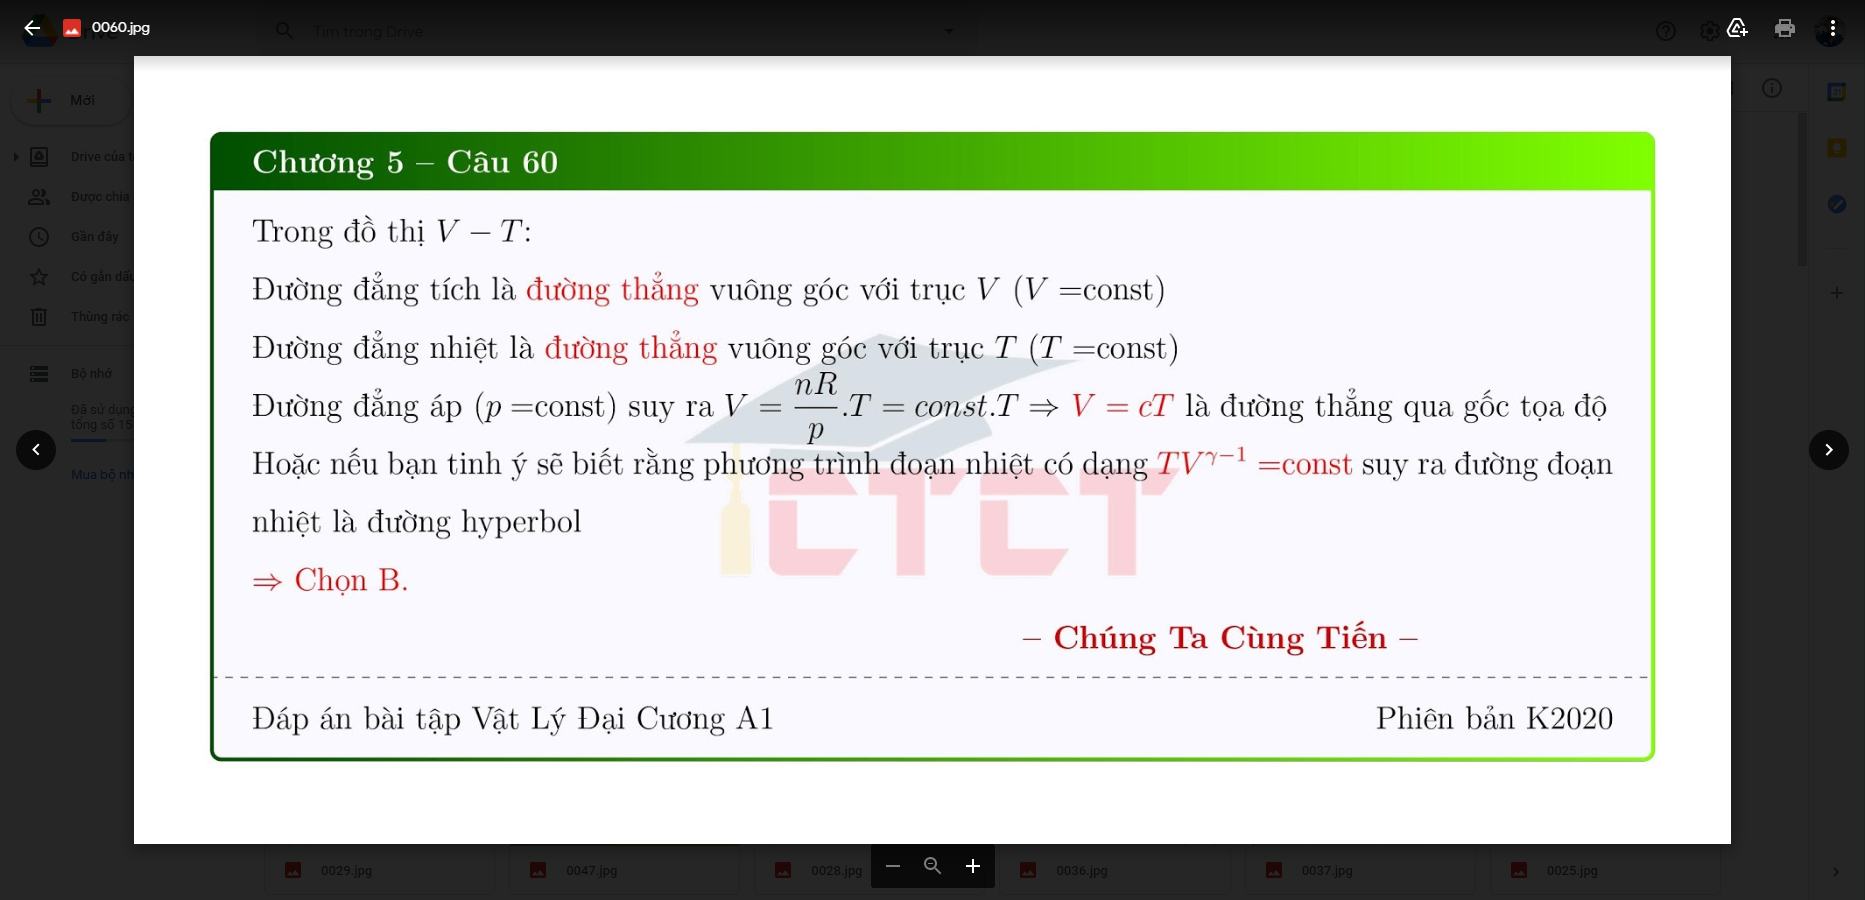 0060.jpg
Tìm trong Drive
Mới
Drive của t
Được chia
Gần đây
Có gắn dấu
Thùng rác
Bộ nhớ
Đã sử dụng
tổng số 15
Mua bộ nh
Chương 5 – Câu 60
Trong đồ thị V − T:
Đường đẳng tích là đường thẳng vuông góc với trục V (V =const)
Đường đẳng nhiệt là đường thẳng vuông góc với trục T (T =const)
Đường đẳng áp (p =const) suy ra V = nR/p .T = const.T ⇒ V = cT là đường thẳng qua gốc tọa độ
Hoặc nếu bạn tinh ý sẽ biết rằng phương trình đoạn nhiệt có dạng TV^{γ−1} =const suy ra đường đoạn
nhiệt là đường hyperbol
⇒ Chọn B.
CTCT
– Chúng Ta Cùng Tiến –
Đáp án bài tập Vật Lý Đại Cương A1 Phiên bản K2020
0029.jpg 0047.jpg 0028.jpg 0036.jpg 0037.jpg 0025.jpg